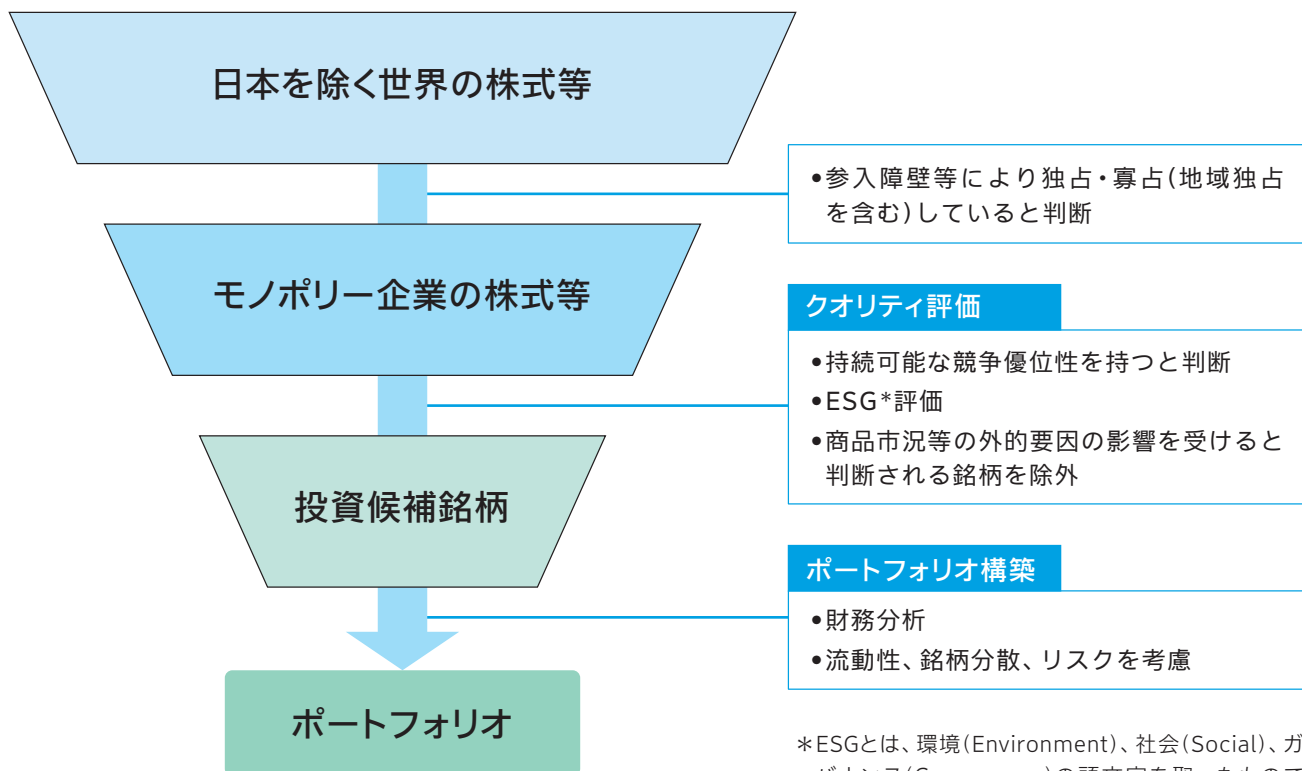 日本を除く世界の株式等
•参入障壁等により独占・寡占(地域独占
を含む)していると判断
モノポリー企業の株式等
クオリティ評価
•持続可能な競争優位性を持つと判断
•ESG*評価
•商品市況等の外的要因の影響を受けると
判断される銘柄を除外
投資候補銘柄
ポートフォリオ構築
•財務分析
•流動性、銘柄分散、リスクを考慮
ポートフォリオ
＊ESGとは、環境(Environment)、社会(Social)、ガ